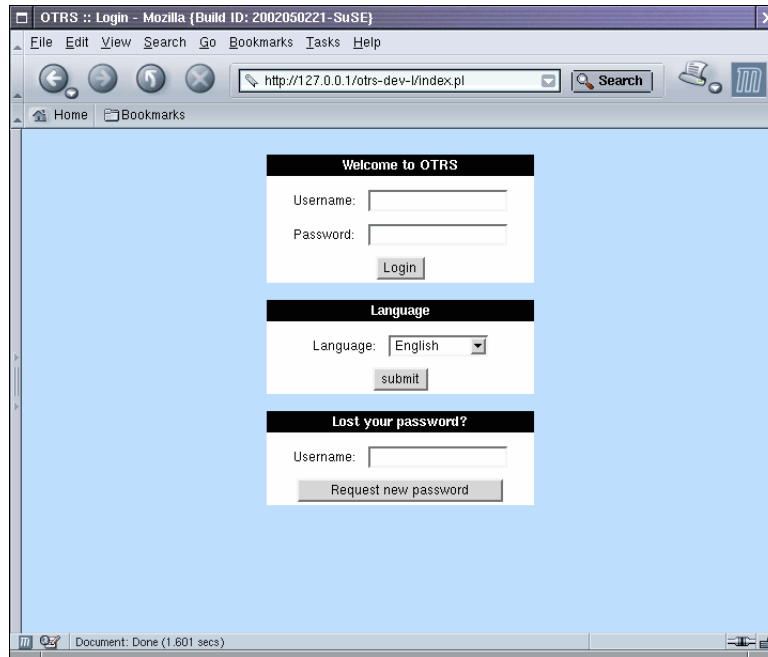 OTRS :: Login - Mozilla {Build ID: 2002050221-SuSE}
File Edit View Search Go Bookmarks Tasks Help
http://127.0.0.1/otrs-dev-l/index.pl Search
Home Bookmarks
Welcome to OTRS
Username:
Password:
Login
Language
Language: English
submit
Lost your password?
Username:
Request new password
Document: Done (1.601 secs)